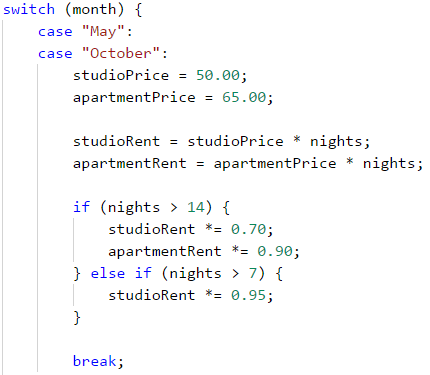 switch (month) {
    case "May":
    case "October":
        studioPrice = 50.00;
        apartmentPrice = 65.00;

        studioRent = studioPrice * nights;
        apartmentRent = apartmentPrice * nights;

        if (nights > 14) {
            studioRent *= 0.70;
            apartmentRent *= 0.90;
        } else if (nights > 7) {
            studioRent *= 0.95;
        }

        break;